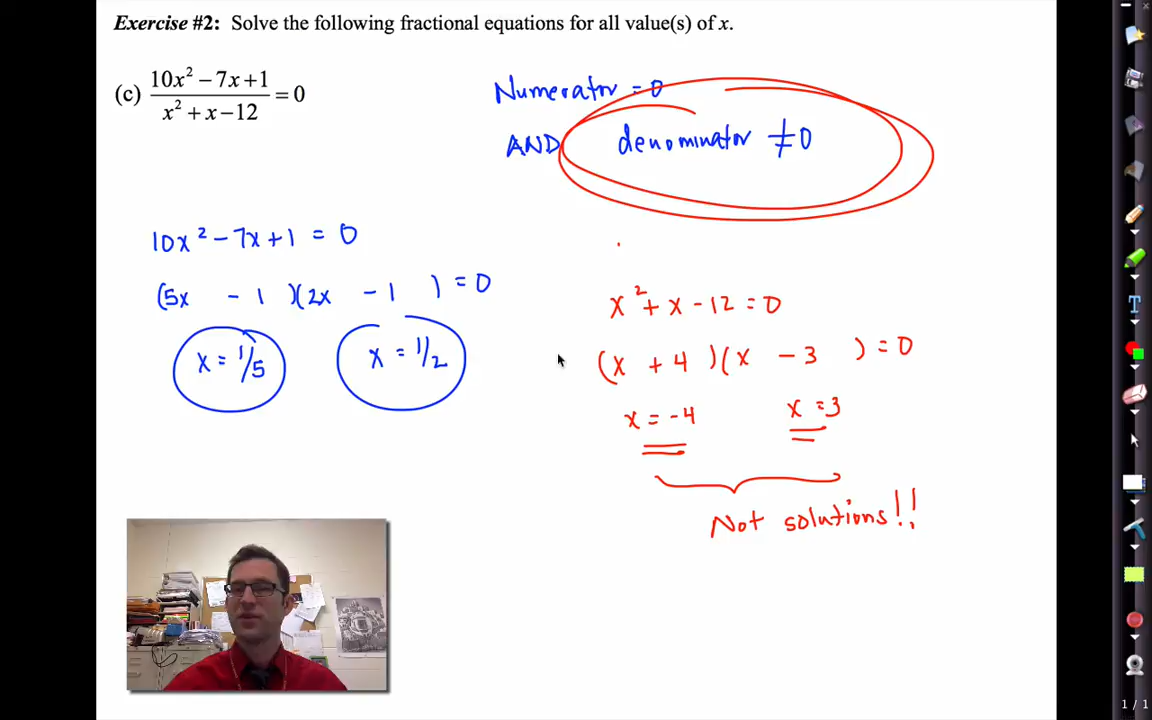 Exercise #2: Solve the following fractional equations for all value(s) of x.
(c) (10x² − 7x + 1)/(x² + x − 12) = 0
Numerator = 0
AND denominator ≠ 0
10x² − 7x + 1 = 0
(5x − 1)(2x − 1) = 0
x = 1/5 x = 1/2
x² + x − 12 = 0
(x + 4)(x − 3) = 0
x = −4 x = 3
Not solutions!!
T
1 / 1